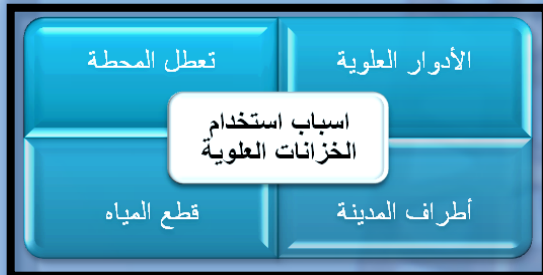 الأدوار العلوية
تعطل المحطة
اسباب استخدام
الخزانات العلوية
أطراف المدينة
قطع المياه